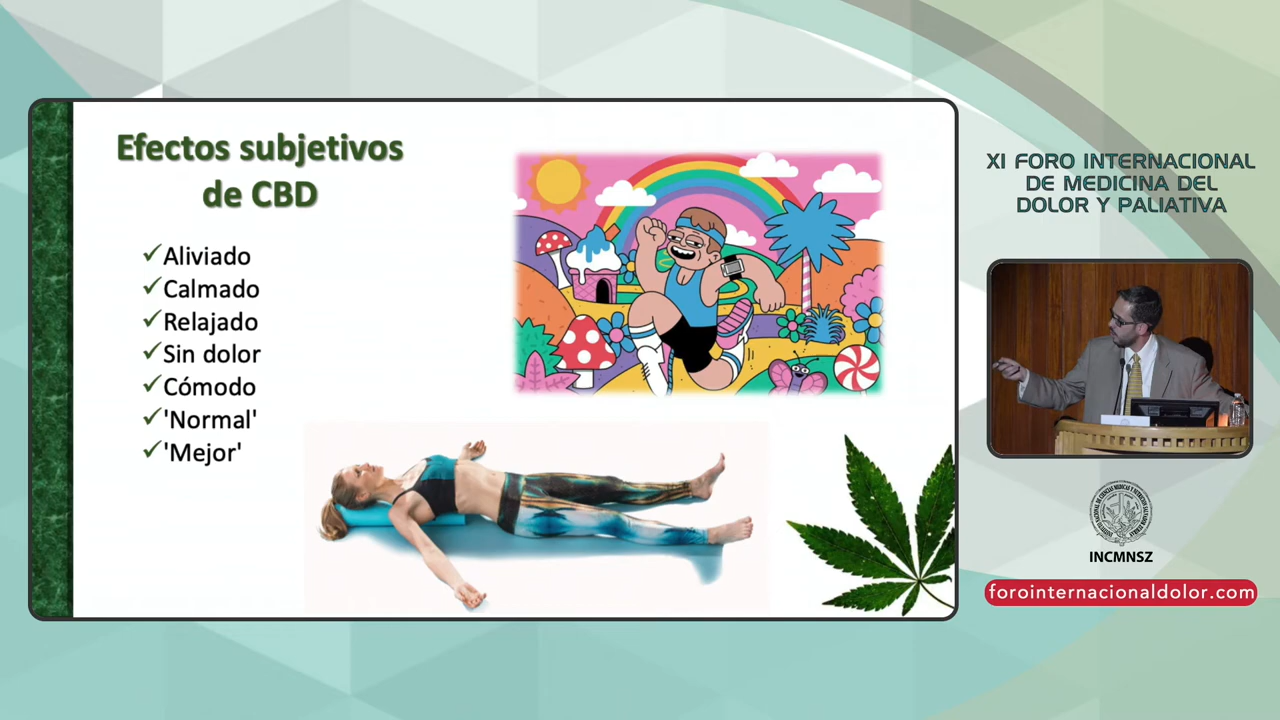 Efectos subjetivos
de CBD
✓Aliviado
✓Calmado
✓Relajado
✓Sin dolor
✓Cómodo
✓'Normal'
✓'Mejor'
XI FORO INTERNACIONAL
DE MEDICINA DEL
DOLOR Y PALIATIVA
INCMNSZ
forointernacionaldolor.com